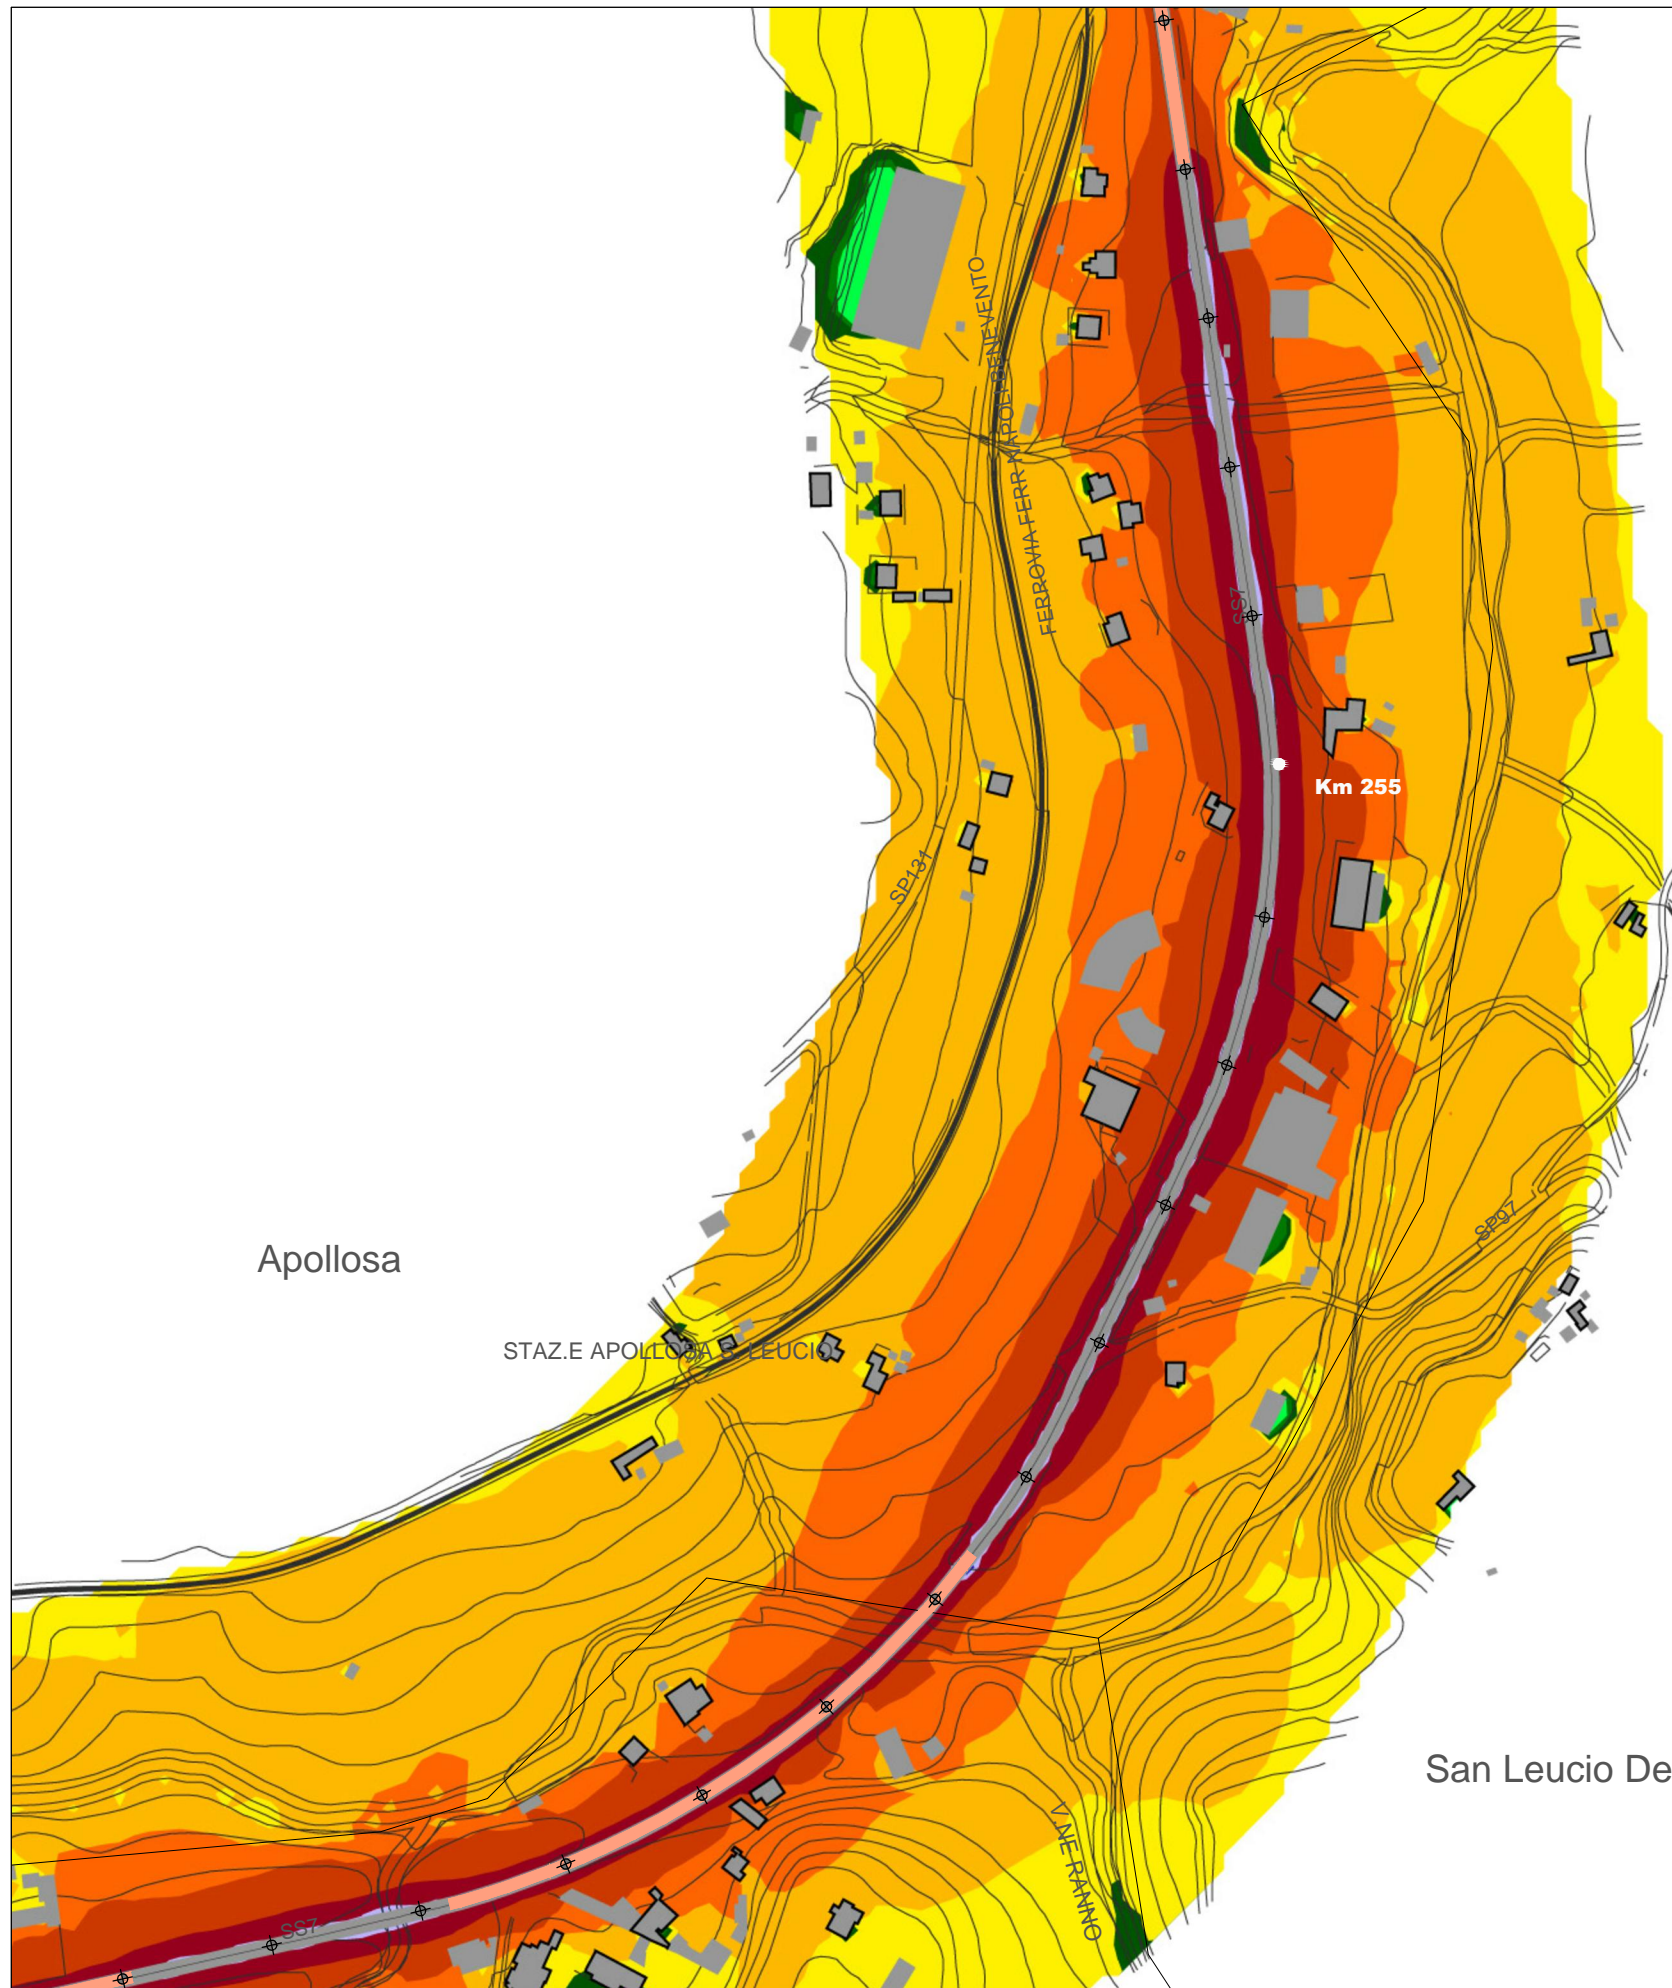 FERROVIA FERR NAPOLI BENEVENTO
SS7
Km 255
SP131
SP97
Apollosa
STAZ.E APOLLOSA S. LEUCIO
San Leucio De
V.NE RANNO
SS7